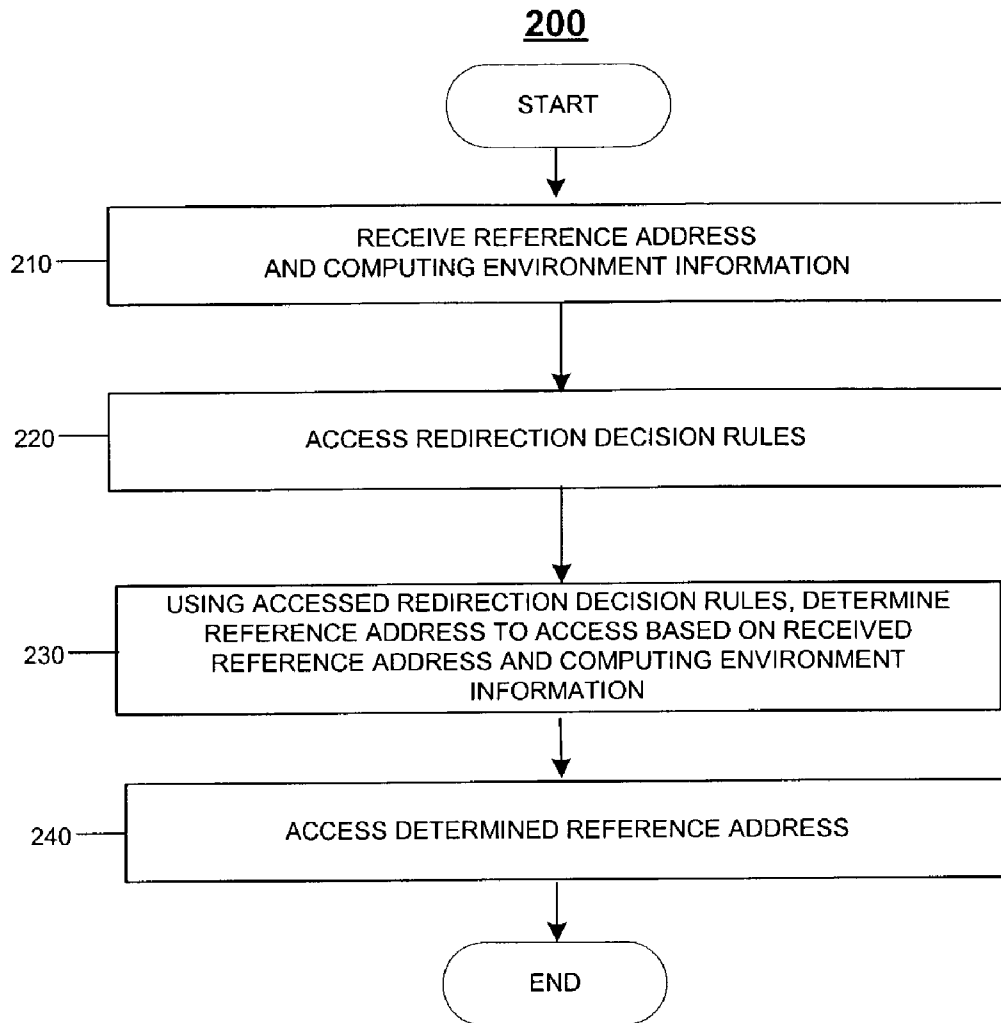 200
START
210
RECEIVE REFERENCE ADDRESS
AND COMPUTING ENVIRONMENT INFORMATION
220
ACCESS REDIRECTION DECISION RULES
USING ACCESSED REDIRECTION DECISION RULES, DETERMINE
230
REFERENCE ADDRESS TO ACCESS BASED ON RECEIVED
REFERENCE ADDRESS AND COMPUTING ENVIRONMENT
INFORMATION
240
ACCESS DETERMINED REFERENCE ADDRESS
END